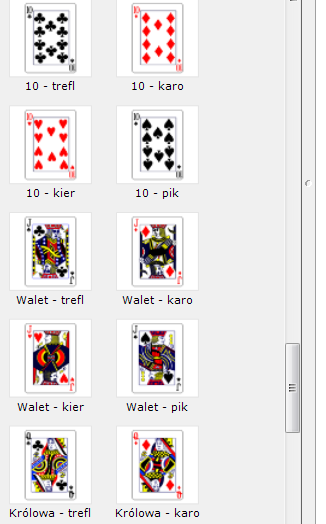 10 - trefl 10 - karo
10 - kier 10 - pik
Walet - trefl Walet - karo
Walet - kier Walet - pik
Królowa - trefl Królowa - karo